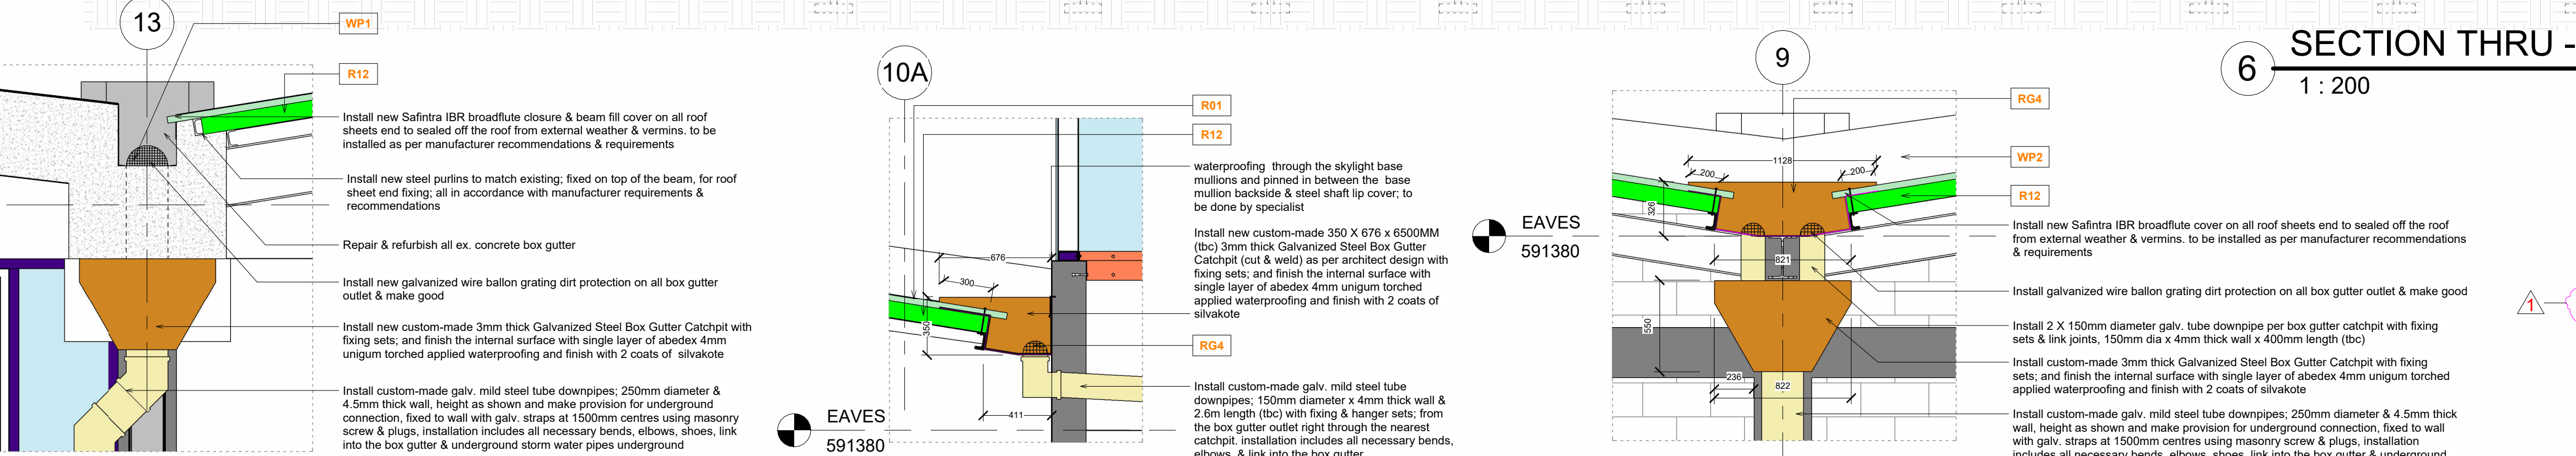 13
WP1
R12
Install new Safintra IBR broadflute closure & beam fill cover on all roof
sheets end to sealed off the roof from external weather & vermins. to be
installed as per manufacturer recommendations & requirements
Install new steel purlins to match existing; fixed on top of the beam, for roof
sheet end fixing; all in accordance with manufacturer requirements &
recommendations
Repair & refurbish all ex. concrete box gutter
Install new galvanized wire ballon grating dirt protection on all box gutter
outlet & make good
Install new custom-made 3mm thick Galvanized Steel Box Gutter Catchpit with
fixing sets; and finish the internal surface with single layer of abedex 4mm
unigum torched applied waterproofing and finish with 2 coats of silvakote
Install custom-made galv. mild steel tube downpipes; 250mm diameter &
4.5mm thick wall, height as shown and make provision for underground
connection, fixed to wall with galv. straps at 1500mm centres using masonry
screw & plugs, installation includes all necessary bends, elbows, shoes, link
into the box gutter & underground storm water pipes underground
10A
R01
R12
waterproofing through the skylight base
mullions and pinned in between the base
mullion backside & steel shaft lip cover; to
be done by specialist
Install new custom-made 350 X 676 x 6500MM
(tbc) 3mm thick Galvanized Steel Box Gutter
Catchpit (cut & weld) as per architect design with
fixing sets; and finish the internal surface with
single layer of abedex 4mm unigum torched
applied waterproofing and finish with 2 coats of
silvakote
RG4
Install custom-made galv. mild steel tube
downpipes; 150mm diameter x 4mm thick wall &
2.6m length (tbc) with fixing & hanger sets; from
the box gutter outlet right through the nearest
catchpit. installation includes all necessary bends,
elbows, & link into the box gutter
676
300
350
411
EAVES
591380
9
RG4
WP2
R12
1128
200
200
326
821
550
236
822
EAVES
591380
Install new Safintra IBR broadflute cover on all roof sheets end to sealed off the roof
from external weather & vermins. to be installed as per manufacturer recommendations
& requirements
Install galvanized wire ballon grating dirt protection on all box gutter outlet & make good
Install 2 X 150mm diameter galv. tube downpipe per box gutter catchpit with fixing
sets & link joints, 150mm dia x 4mm thick wall x 400mm length (tbc)
Install custom-made 3mm thick Galvanized Steel Box Gutter Catchpit with fixing
sets; and finish the internal surface with single layer of abedex 4mm unigum torched
applied waterproofing and finish with 2 coats of silvakote
Install custom-made galv. mild steel tube downpipes; 250mm diameter & 4.5mm thick
wall, height as shown and make provision for underground connection, fixed to wall
with galv. straps at 1500mm centres using masonry screw & plugs, installation
includes all necessary bends, elbows, shoes, link into the box gutter & underground
6
SECTION THRU -
1 : 200
1